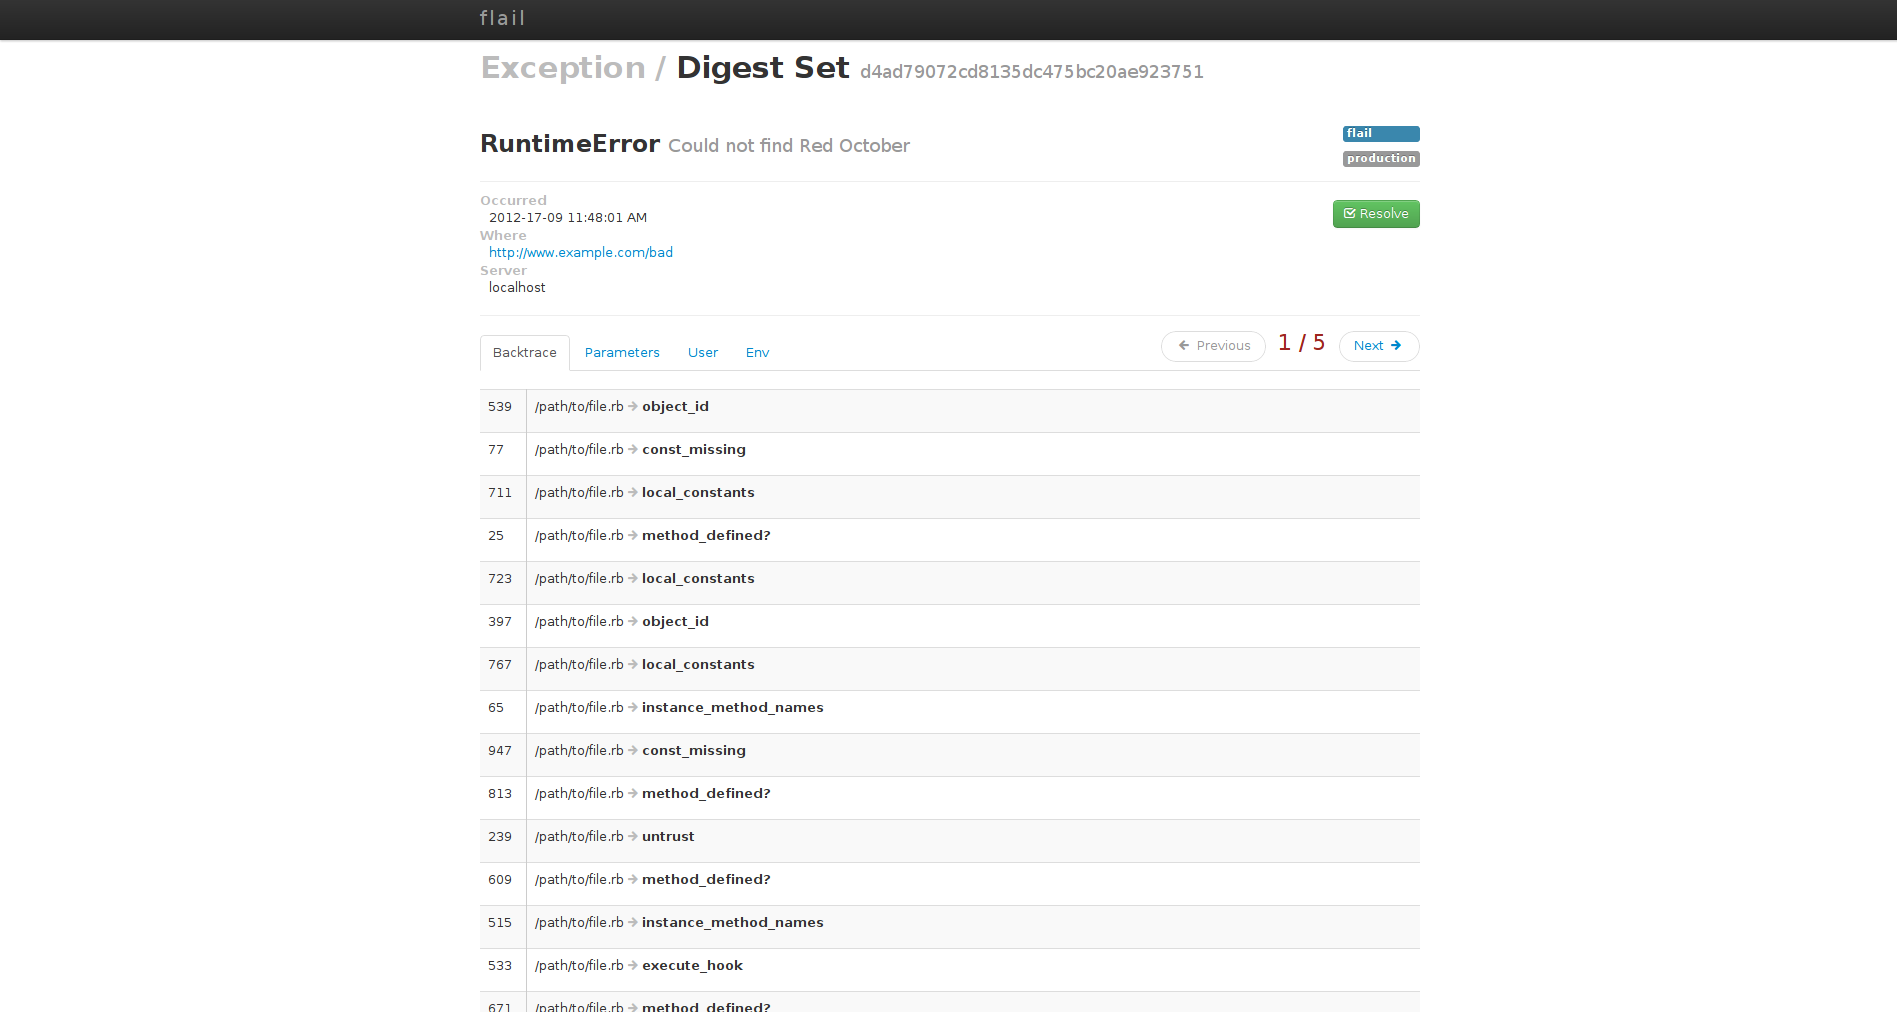 flail
Exception / Digest Set d4ad79072cd8135dc475bc20ae923751
RuntimeError Could not find Red October
flail
production
Occurred
2012-17-09 11:48:01 AM
Resolve
Where
http://www.example.com/bad
Server
localhost
Backtrace Parameters User Env
← Previous 1 / 5 Next →
539 /path/to/file.rb → object_id
77 /path/to/file.rb → const_missing
711 /path/to/file.rb → local_constants
25 /path/to/file.rb → method_defined?
723 /path/to/file.rb → local_constants
397 /path/to/file.rb → object_id
767 /path/to/file.rb → local_constants
65 /path/to/file.rb → instance_method_names
947 /path/to/file.rb → const_missing
813 /path/to/file.rb → method_defined?
239 /path/to/file.rb → untrust
609 /path/to/file.rb → method_defined?
515 /path/to/file.rb → instance_method_names
533 /path/to/file.rb → execute_hook
671 /path/to/file.rb → method_defined?